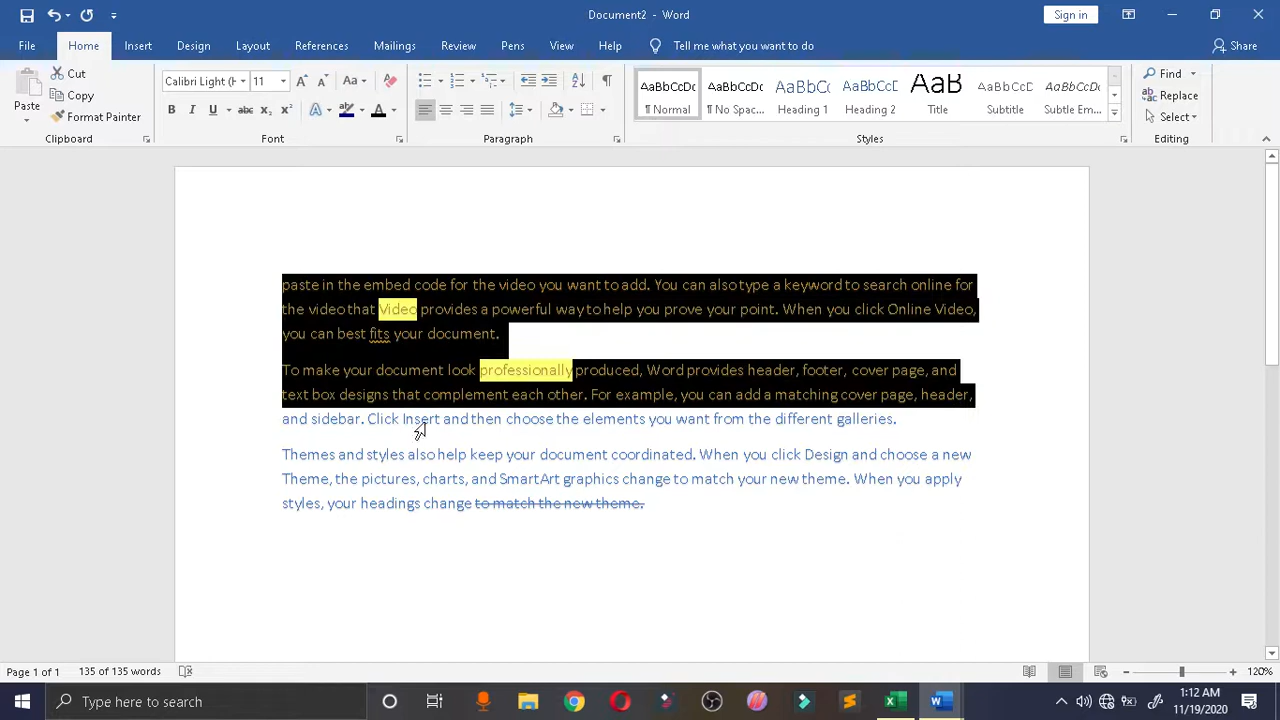 Document2 - Word
Sign in
File Home Insert Design Layout References Mailings Review Pens View Help Tell me what you want to do Share
Paste
Cut
Copy
Format Painter
Clipboard
Calibri Light (H 11
Font
Paragraph
AaBbCcDc AaBbCcDc AaBbC AaBbCcD AaB AaBbCcD AaBbCcDc
¶ Normal ¶ No Spac... Heading 1 Heading 2 Title Subtitle Subtle Em...
Styles
Find
Replace
Select
Editing
paste in the embed code for the video you want to add. You can also type a keyword to search online for
the video that Video provides a powerful way to help you prove your point. When you click Online Video,
you can best fits your document.
To make your document look professionally produced, Word provides header, footer, cover page, and
text box designs that complement each other. For example, you can add a matching cover page, header,
and sidebar. Click Insert and then choose the elements you want from the different galleries.
Themes and styles also help keep your document coordinated. When you click Design and choose a new
Theme, the pictures, charts, and SmartArt graphics change to match your new theme. When you apply
styles, your headings change to match the new theme.
Page 1 of 1 135 of 135 words 120%
Type here to search
1:12 AM
11/19/2020